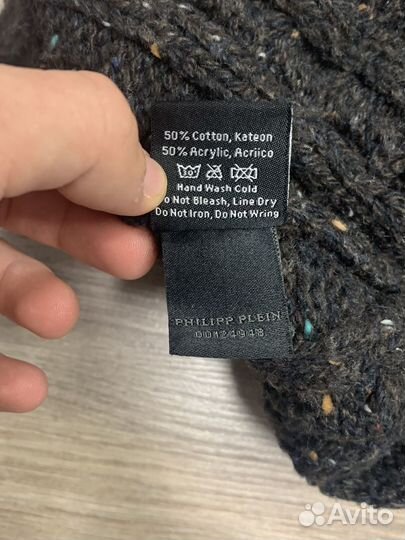 50% Cotton, Kateon
50% Acrylic, Acriico
30
Hand Wash Cold
Do Not Bleash, Line Dry
Do Not Iron, Do Not Wring
PHILIPP PLEIN
Avito